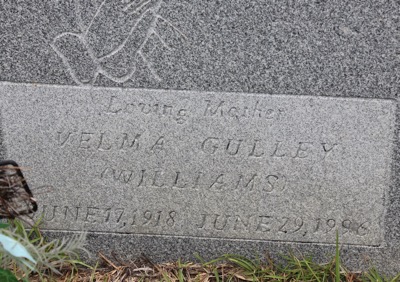 Loving Mother
VELMA GULLEY
(WILLIAMS)
JUNE 17, 1918 JUNE 29, 1996